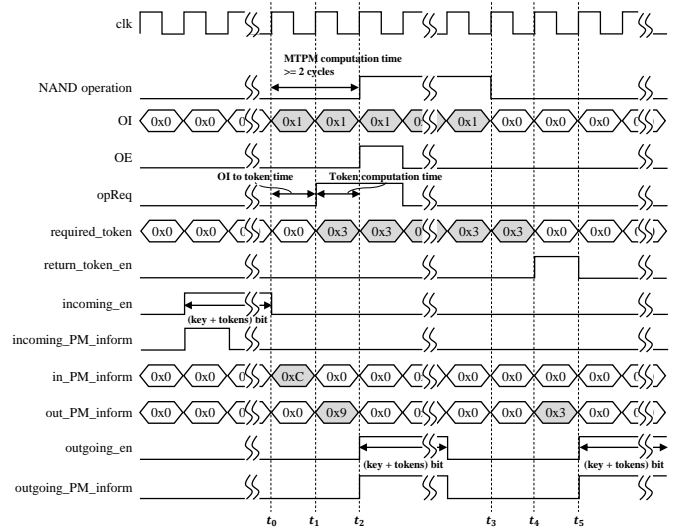 clk
MTPM computation time
>= 2 cycles
NAND operation
OI 0x0 0x0 0x1 0x1 0x1 0x1 0x0 0x0 0x0
OE
OI to token time Token computation time
opReq
required_token 0x0 0x0 0x0 0x3 0x3 0x3 0x3 0x0 0x0
return_token_en
incoming_en
(key + tokens) bit
incoming_PM_inform
in_PM_inform 0x0 0x0 0xC 0x0 0x0 0x0 0x0 0x0 0x0
out_PM_inform 0x0 0x0 0x0 0x9 0x0 0x0 0x0 0x3 0x0
outgoing_en
(key + tokens) bit (key + tokens) bit
outgoing_PM_inform
t0 t1 t2 t3 t4 t5